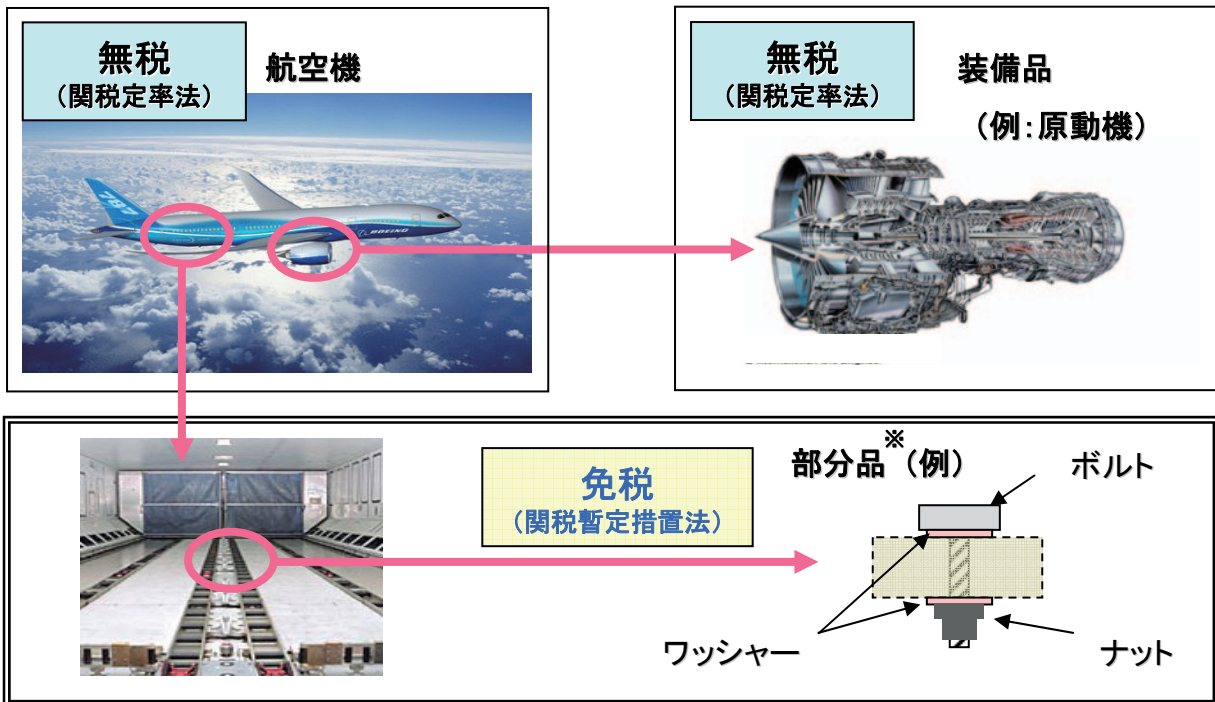 無税
（関税定率法）
航空機
787
BOEING
無税
（関税定率法）
装備品
（例：原動機）
免税
（関税暫定措置法）
部分品※（例）
ボルト
ワッシャー
ナット